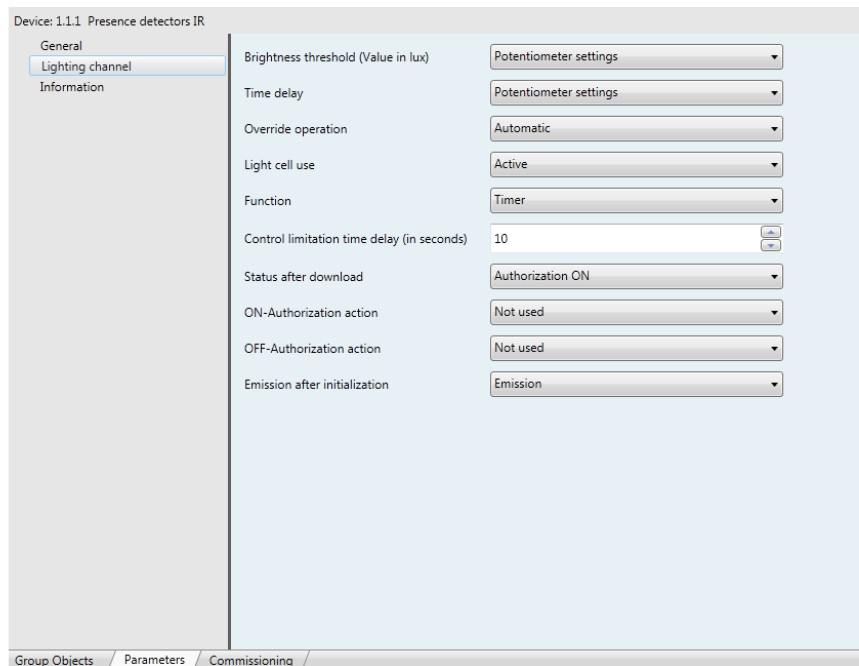 Device: 1.1.1 Presence detectors IR
General
Lighting channel
Information
Brightness threshold (Value in lux) Potentiometer settings
Time delay Potentiometer settings
Override operation Automatic
Light cell use Active
Function Timer
Control limitation time delay (in seconds) 10
Status after download Authorization ON
ON-Authorization action Not used
OFF-Authorization action Not used
Emission after initialization Emission
Group Objects Parameters Commissioning